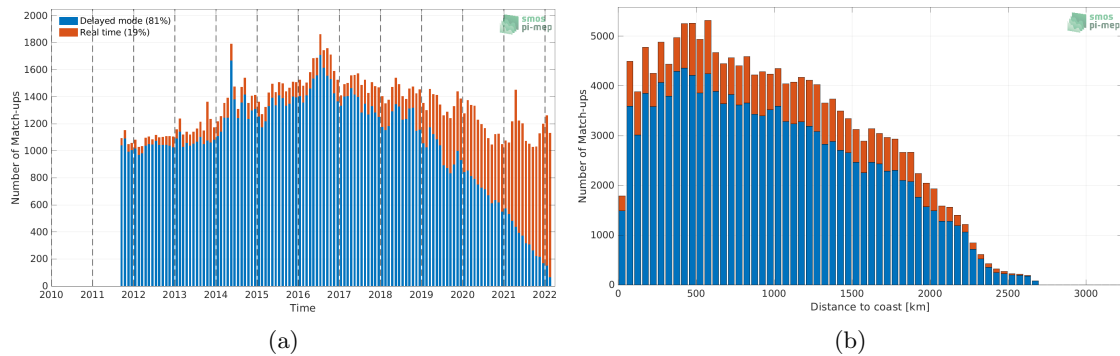 Delayed mode (81%)
Real time (19%)
smos
pi-mep
2000
1800
1600
1400
1200
1000
800
600
400
200
0
Number of Match-ups
2010 2011 2012 2013 2014 2015 2016 2017 2018 2019 2020 2021 2022
Time
(a)
smos
pi-mep
5000
4000
3000
2000
1000
0
Number of Match-ups
0 500 1000 1500 2000 2500 3000
Distance to coast [km]
(b)